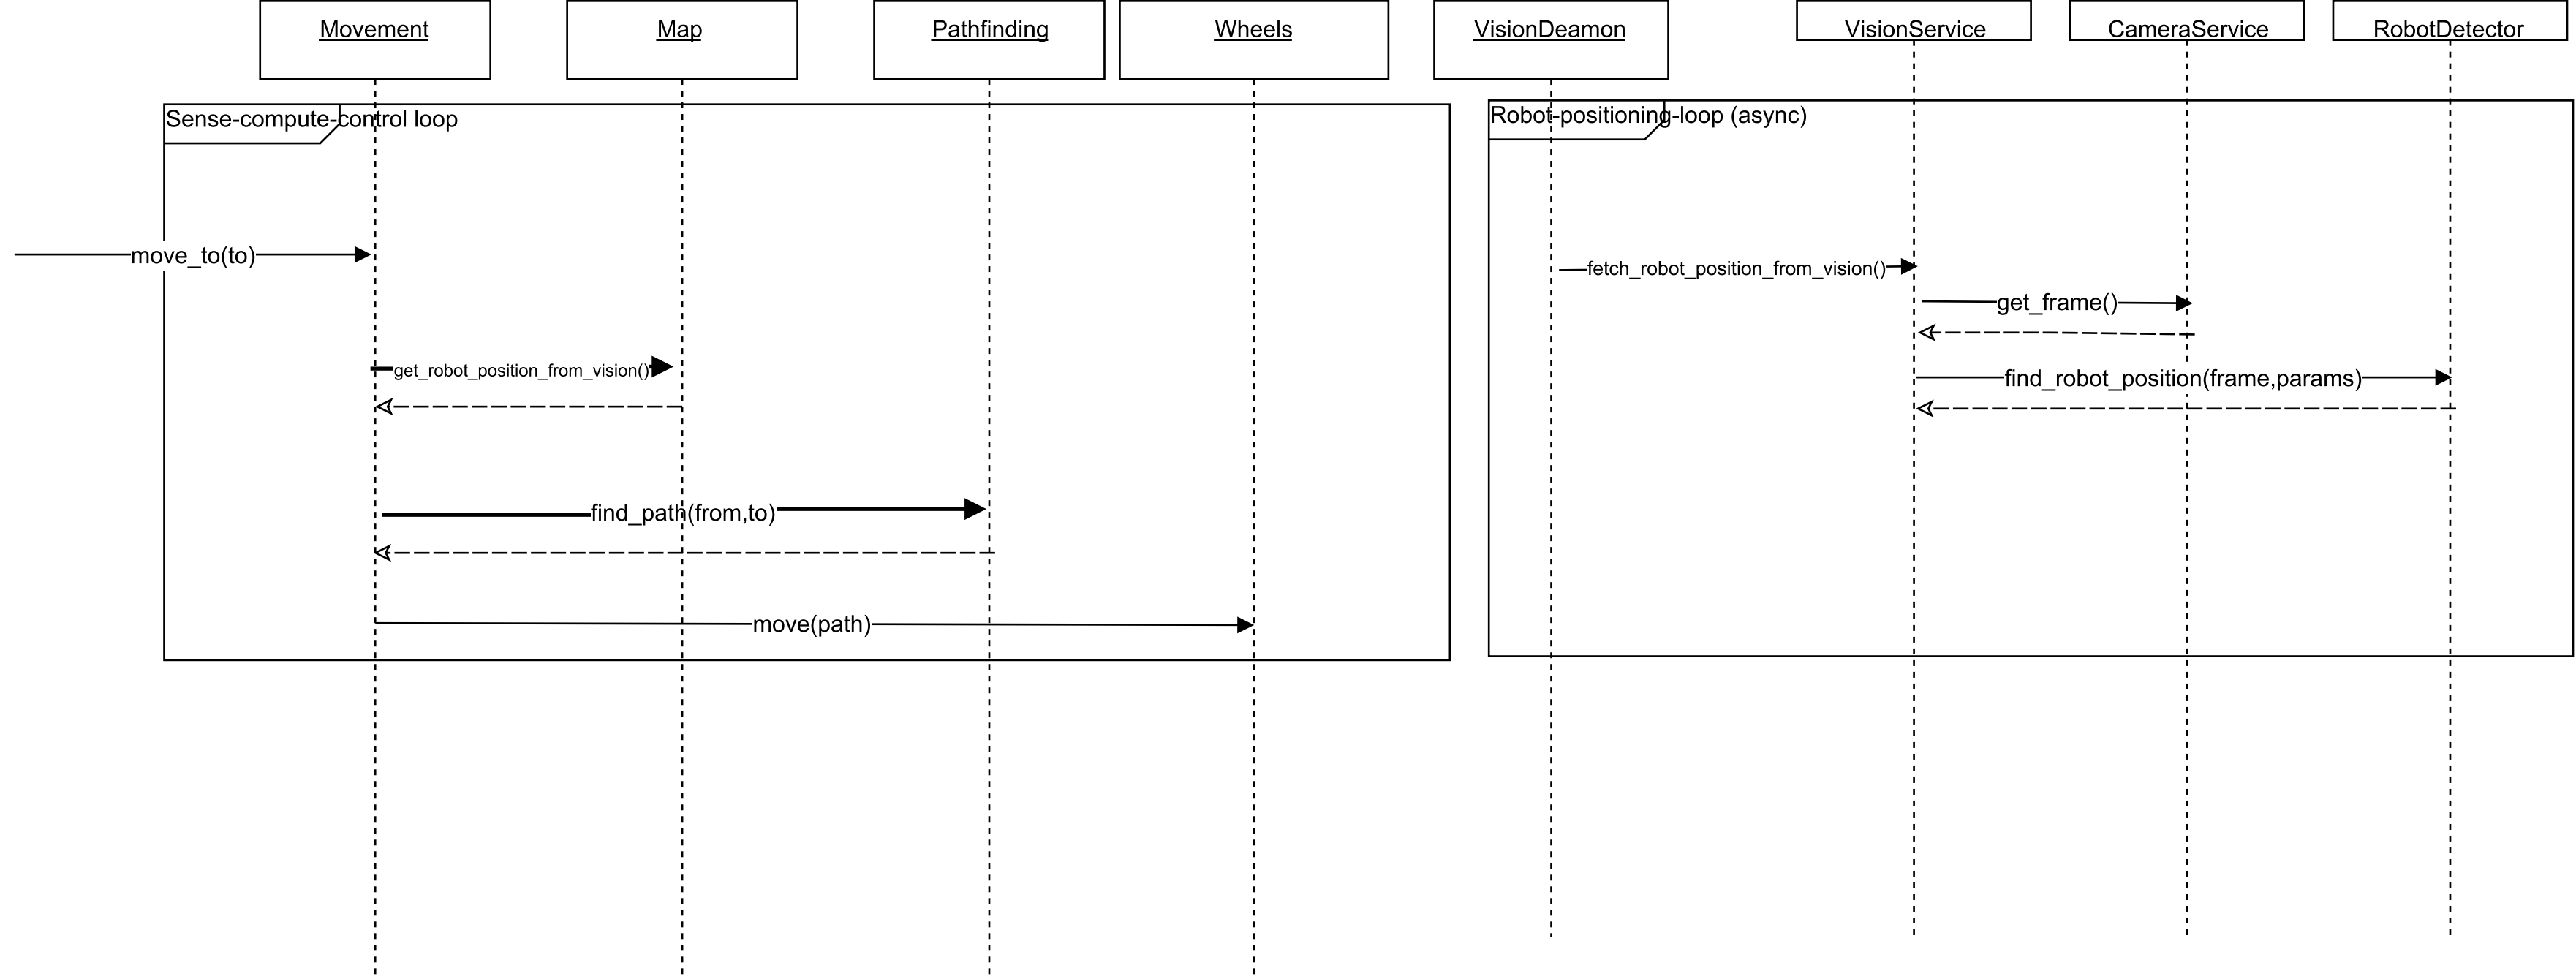 Movement
Map
Pathfinding
Wheels
VisionDeamon
VisionService
CameraService
RobotDetector
Sense-compute-control loop
Robot-positioning-loop (async)
move_to(to)
fetch_robot_position_from_vision()
get_frame()
get_robot_position_from_vision()
find_robot_position(frame,params)
find_path(from,to)
move(path)